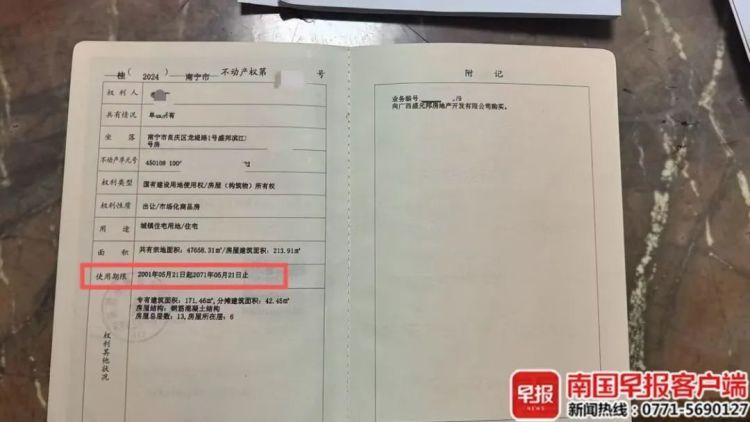 桂（2024）南宁市不动产权第 号
权利人
共有情况 单 有
坐落 南宁市良庆区龙堤路1号盛邦滨江
号房
不动产单元号 450108 100
权利类型 国有建设用地使用权/房屋（构筑物）所有权
权利性质 出让/市场化商品房
用途 城镇住宅用地/住宅
面积 共有宗地面积：47658.31㎡/房屋建筑面积：213.91㎡
使用期限 2001年05月21日起2071年05月21日止
权利其他状况
专有建筑面积：171.46㎡，分摊建筑面积：42.45㎡
房屋结构：钢筋混凝土结构
房屋总层数：13，房屋所在层：6
附记
业务编号
向广西盛元邦房地产开发有限公司购买。
早报
NEWS
南国早报客户端
新闻热线：0771-5690127